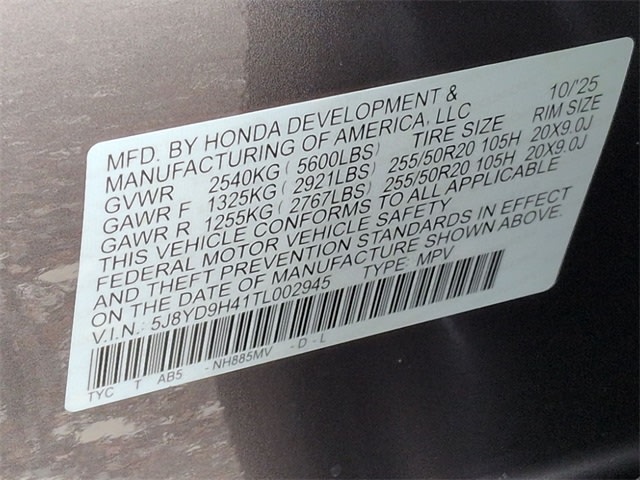 MFD. BY HONDA DEVELOPMENT & 10/'25
MANUFACTURING OF AMERICA, LLC
GVWR 2540KG ( 5600LBS) TIRE SIZE RIM SIZE
GAWR F 1325KG ( 2921LBS) 255/50R20 105H 20X9.0J
GAWR R 1255KG ( 2767LBS) 255/50R20 105H 20X9.0J
THIS VEHICLE CONFORMS TO ALL APPLICABLE
FEDERAL MOTOR VEHICLE SAFETY
AND THEFT PREVENTION STANDARDS IN EFFECT
ON THE DATE OF MANUFACTURE SHOWN ABOVE.
V.I.N.: 5J8YD9H41TL002945 TYPE: MPV
TYC T AB5 - NH885MV - D - L